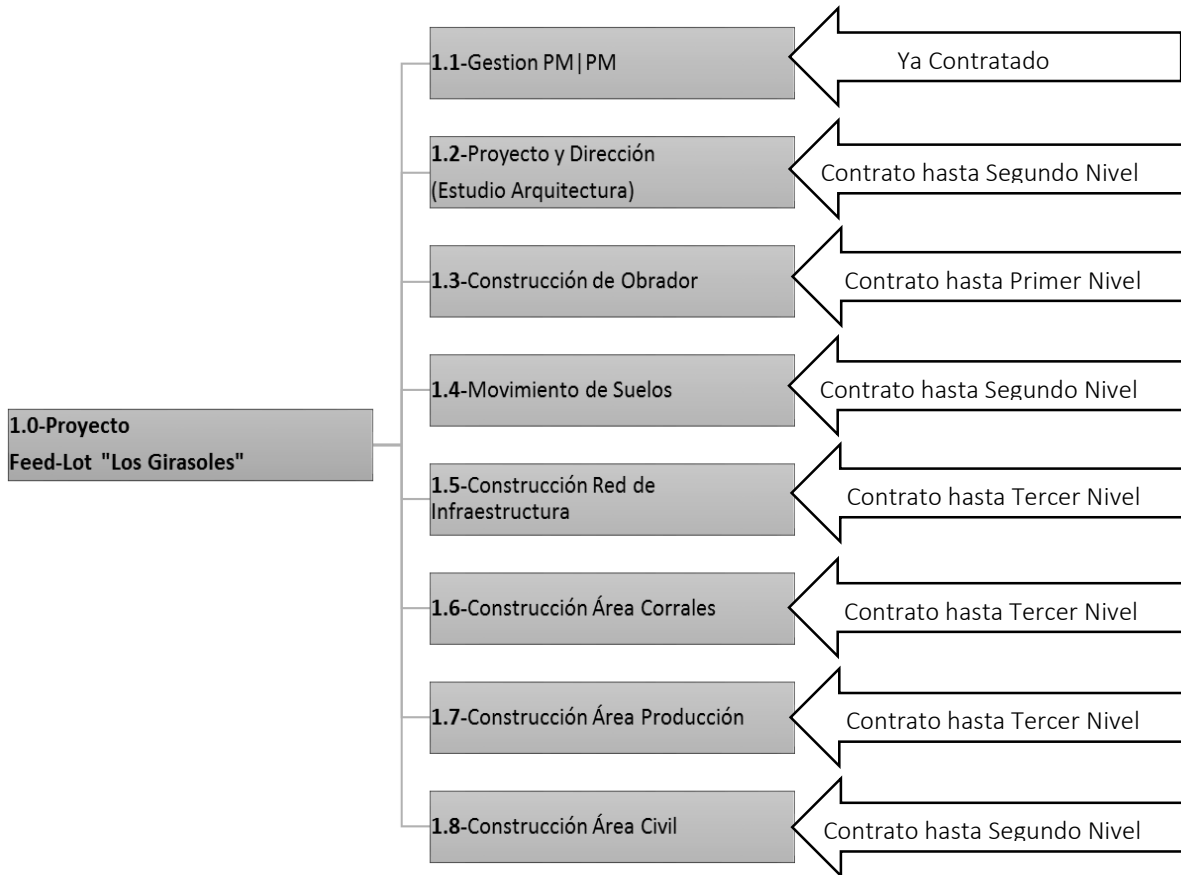 1.1-Gestion PM|PM
Ya Contratado
1.2-Proyecto y Dirección
(Estudio Arquitectura)
Contrato hasta Segundo Nivel
1.3-Construcción de Obrador
Contrato hasta Primer Nivel
1.4-Movimiento de Suelos
Contrato hasta Segundo Nivel
1.0-Proyecto
Feed-Lot "Los Girasoles"
1.5-Construcción Red de
Infraestructura
Contrato hasta Tercer Nivel
1.6-Construcción Área Corrales
Contrato hasta Tercer Nivel
1.7-Construcción Área Producción
Contrato hasta Tercer Nivel
1.8-Construcción Área Civil
Contrato hasta Segundo Nivel